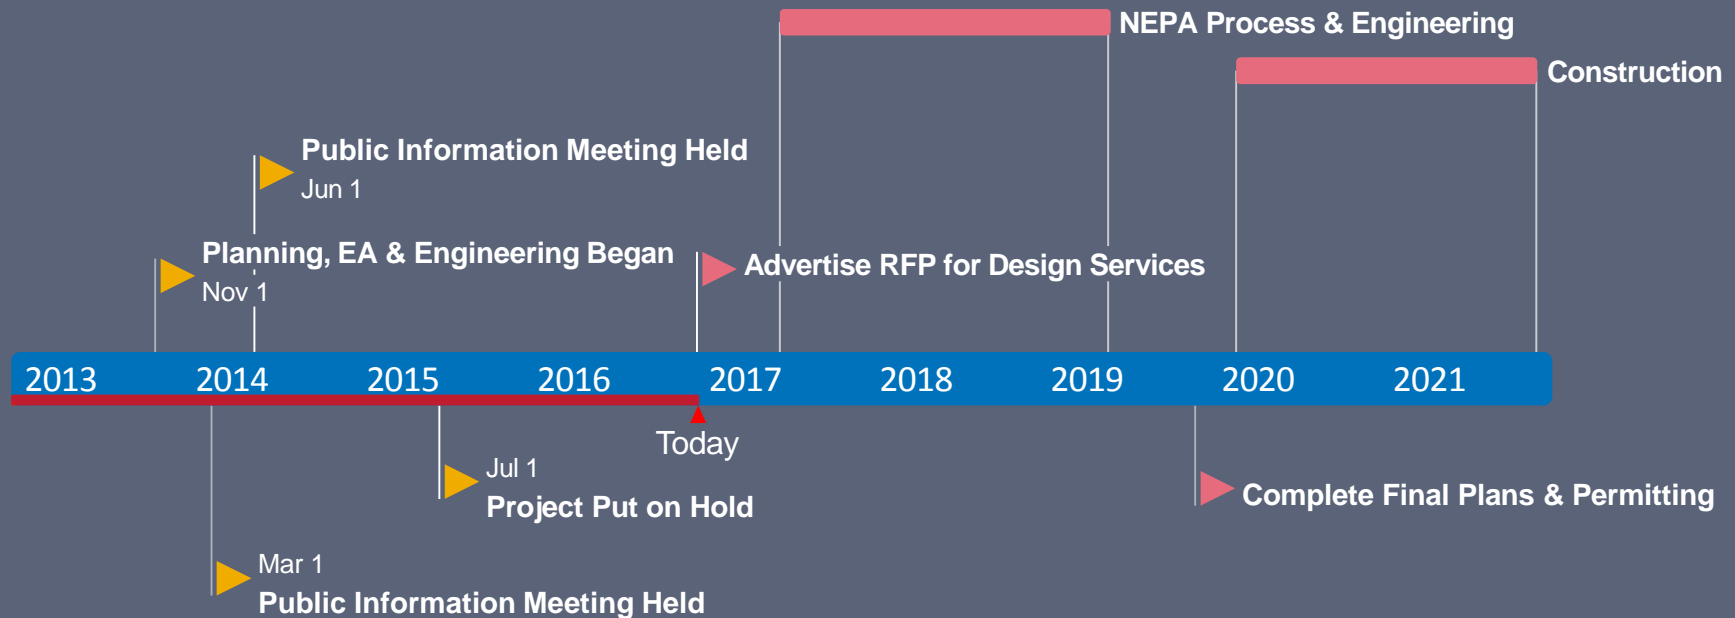 NEPA Process & Engineering
Construction
Public Information Meeting Held
Jun 1
Planning, EA & Engineering Began
Nov 1
Advertise RFP for Design Services
2013 2014 2015 2016 2017 2018 2019 2020 2021
Today
Jul 1
Project Put on Hold
Complete Final Plans & Permitting
Mar 1
Public Information Meeting Held